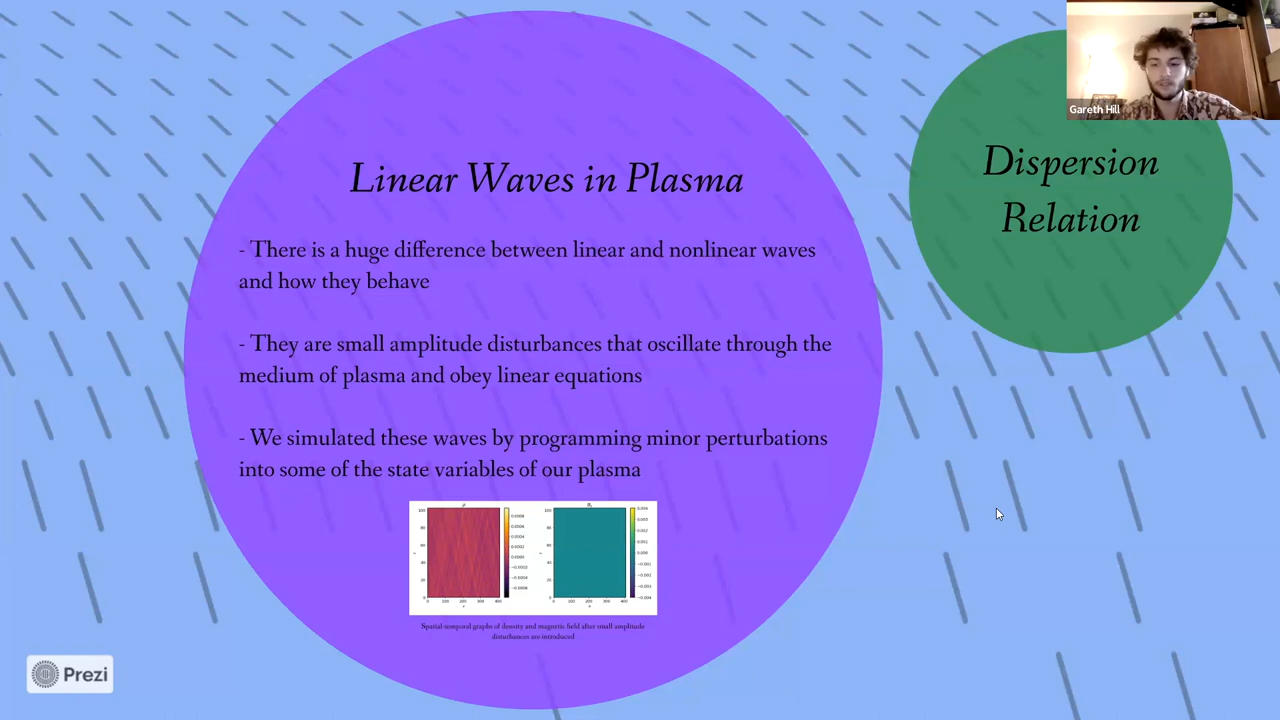 Gareth Hill
Dispersion
Relation
Linear Waves in Plasma
- There is a huge difference between linear and nonlinear waves
and how they behave
- They are small amplitude disturbances that oscillate through the
medium of plasma and obey linear equations
- We simulated these waves by programming minor perturbations
into some of the state variables of our plasma
Spatial-temporal graphs of density and magnetic field after small amplitude
disturbances are introduced
Prezi